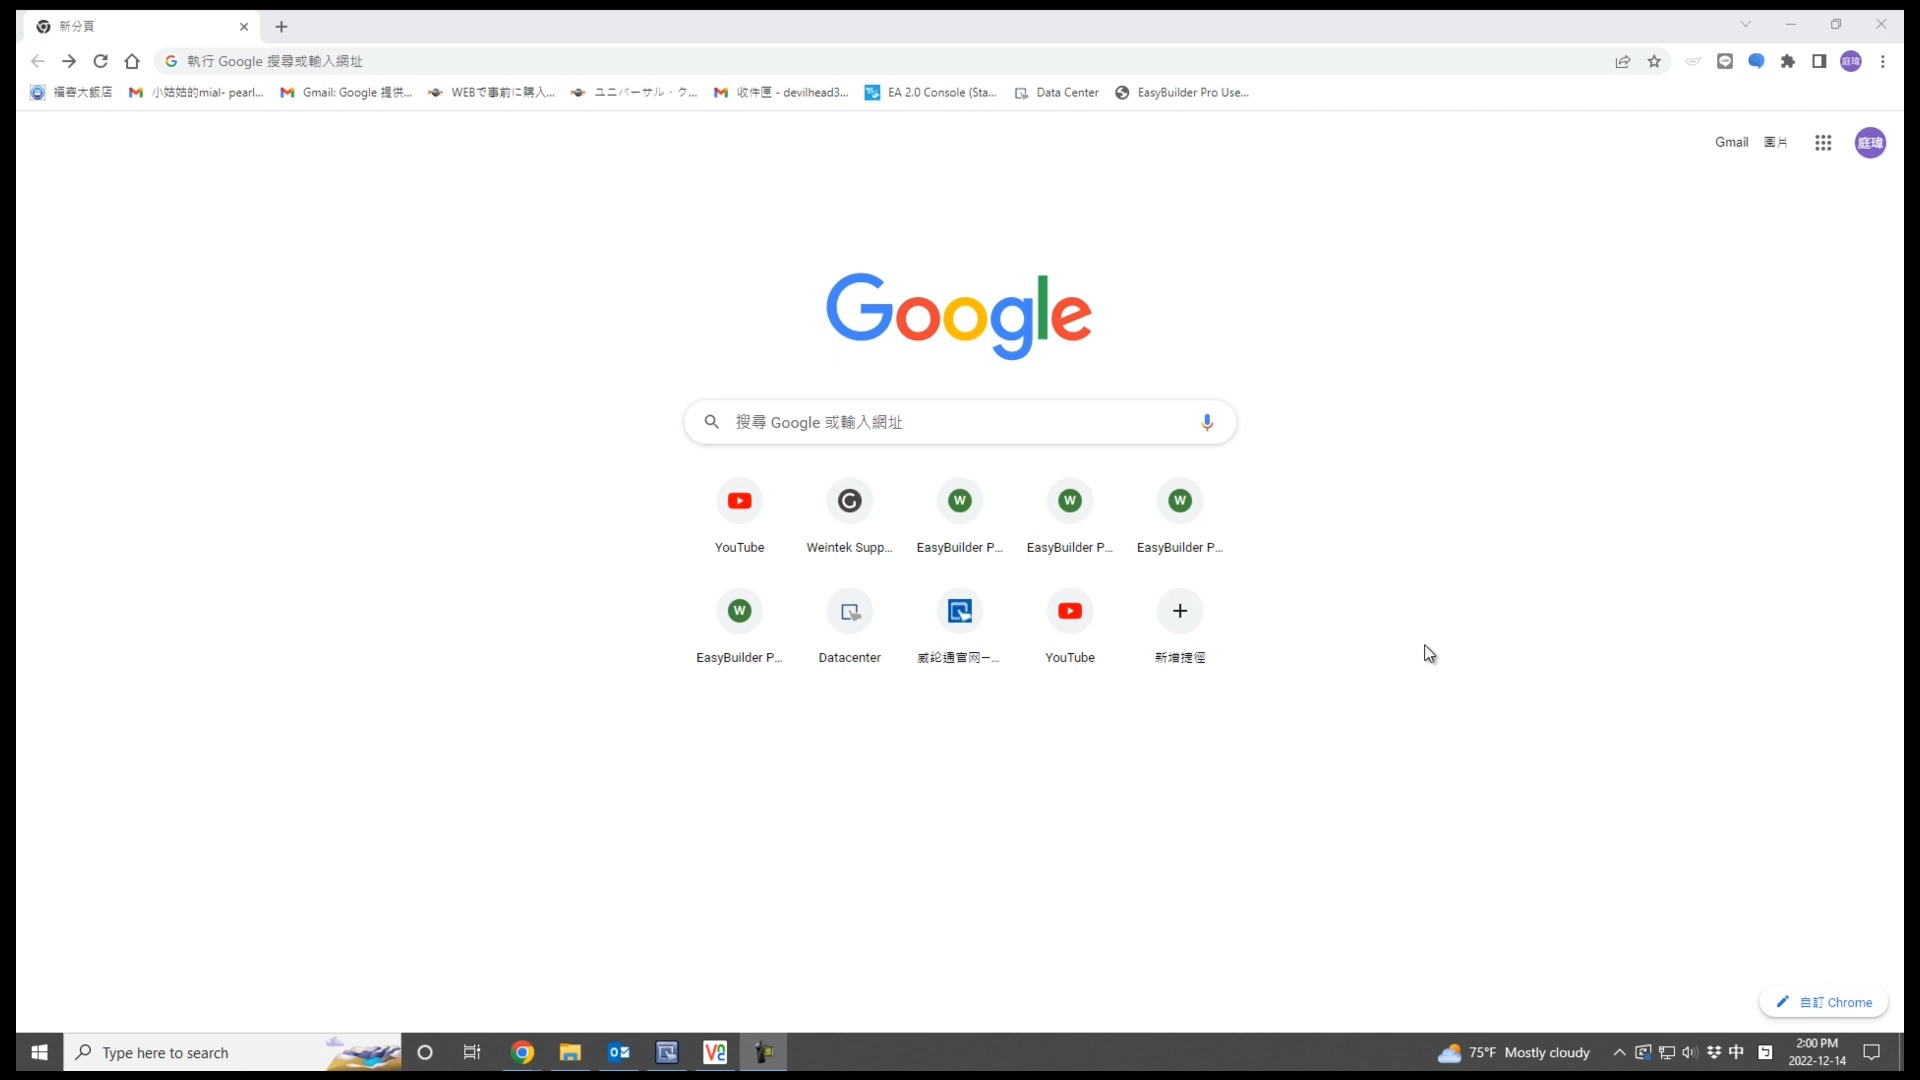 新分頁
執行 Google 搜尋或輸入網址
庭瑋
福容大飯店
小姑姑的mial- pearl...
Gmail: Google 提供...
WEBで事前に購入...
ユニバーサル・ク...
收件匣 - devilhead3...
EA 2.0 Console (Sta...
Data Center
EasyBuilder Pro Use...
Gmail
圖片
庭瑋
Google
搜尋 Google 或輸入網址
YouTube
Weintek Supp...
EasyBuilder P...
EasyBuilder P...
EasyBuilder P...
EasyBuilder P...
Datacenter
威纶通官网—...
YouTube
新增捷徑
自訂 Chrome
Type here to search
75°F Mostly cloudy
中
2:00 PM
2022-12-14